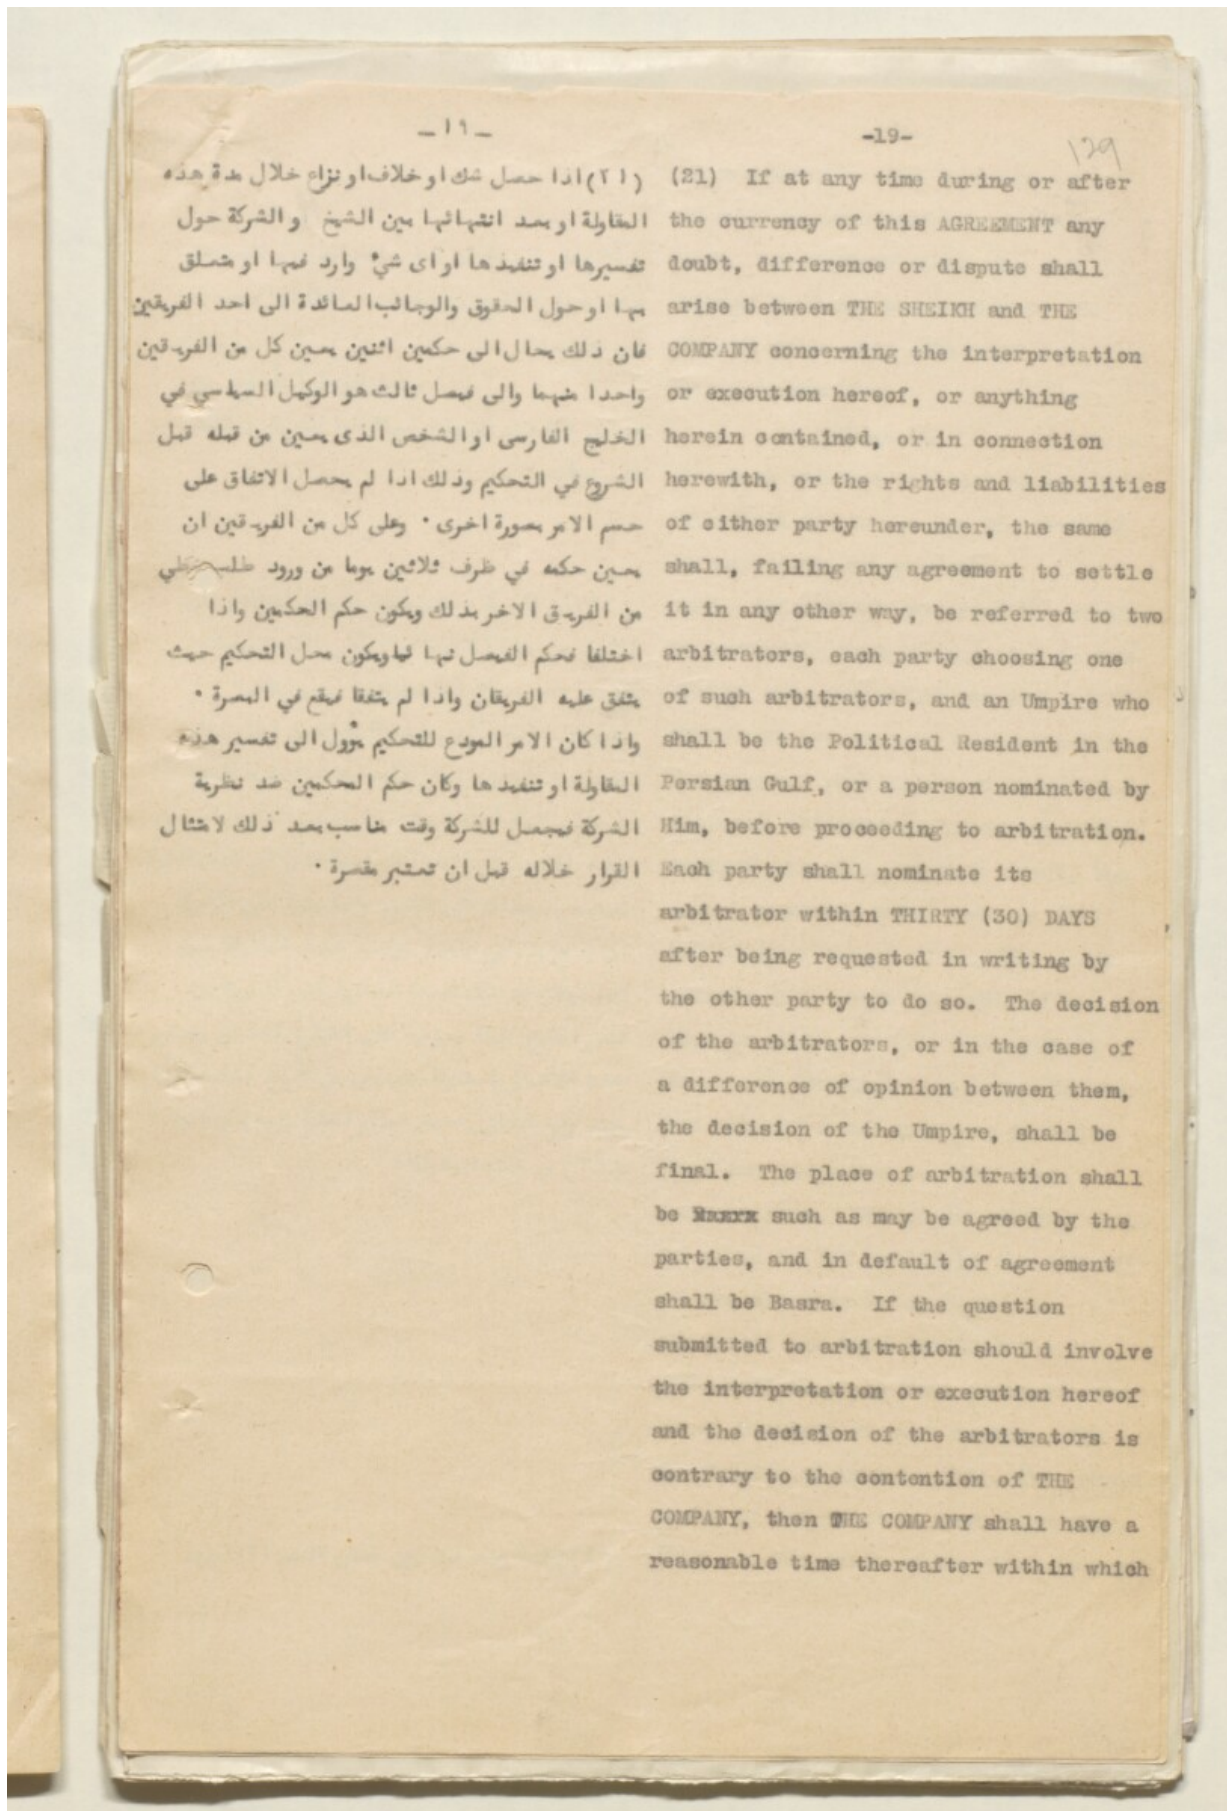 -١٩-
(٢١) اذا حصل شك او خلاف او نزاع خلال مدة هذه
المقاولة او بعد انتهائها بين الشيخ و الشركة حول
تفسيرها او تنفيذها او اى شيٌ وارد فيها او متعلق
بها او حول الحقوق والوجائب العائدة الى احد الفريقين
فان ذلك يحال الى حكمين اثنين يعين كل من الفريقين
واحدا منهما والى فيصل ثالث هو الوكيل السياسي في
الخليج الفارسى او الشخص الذى يعين من قبله قبل
الشروع في التحكيم وذلك اذا لم يحصل الاتفاق على
حسم الامر بصورة اخرى · وعلى كل من الفريقين ان
يعين حكمه في ظرف ثلاثين يوما من ورود طلب خطي
من الفريق الاخر بذلك ويكون حكم الحكمين واذا
اختلفا فحكم الفيصل نهائيا ويكون محل التحكيم حيث
يتفق عليه الفريقان واذا لم يتفقا فيقع في البصرة ·
واذا كان الامر المودع للتحكيم يؤول الى تفسير هذه
المقاولة او تنفيذها وكان حكم المحكمين ضد نظرية
الشركة فيجعل للشركة وقت مناسب بعد ذلك لامتثال
القرار خلاله قبل ان تعتبر مقصرة ·
-19-
129
(21) If at any time during or after
the currency of this AGREEMENT any
doubt, difference or dispute shall
arise between THE SHEIKH and THE
COMPANY concerning the interpretation
or execution hereof, or anything
herein contained, or in connection
herewith, or the rights and liabilities
of either party hereunder, the same
shall, failing any agreement to settle
it in any other way, be referred to two
arbitrators, each party choosing one
of such arbitrators, and an Umpire who
shall be the Political Resident in the
Persian Gulf, or a person nominated by
Him, before proceeding to arbitration.
Each party shall nominate its
arbitrator within THIRTY (30) DAYS
after being requested in writing by
the other party to do so. The decision
of the arbitrators, or in the case of
a difference of opinion between them,
the decision of the Umpire, shall be
final. The place of arbitration shall
be such as may be agreed by the
parties, and in default of agreement
shall be Basra. If the question
submitted to arbitration should involve
the interpretation or execution hereof
and the decision of the arbitrators is
contrary to the contention of THE
COMPANY, then THE COMPANY shall have a
reasonable time thereafter within which